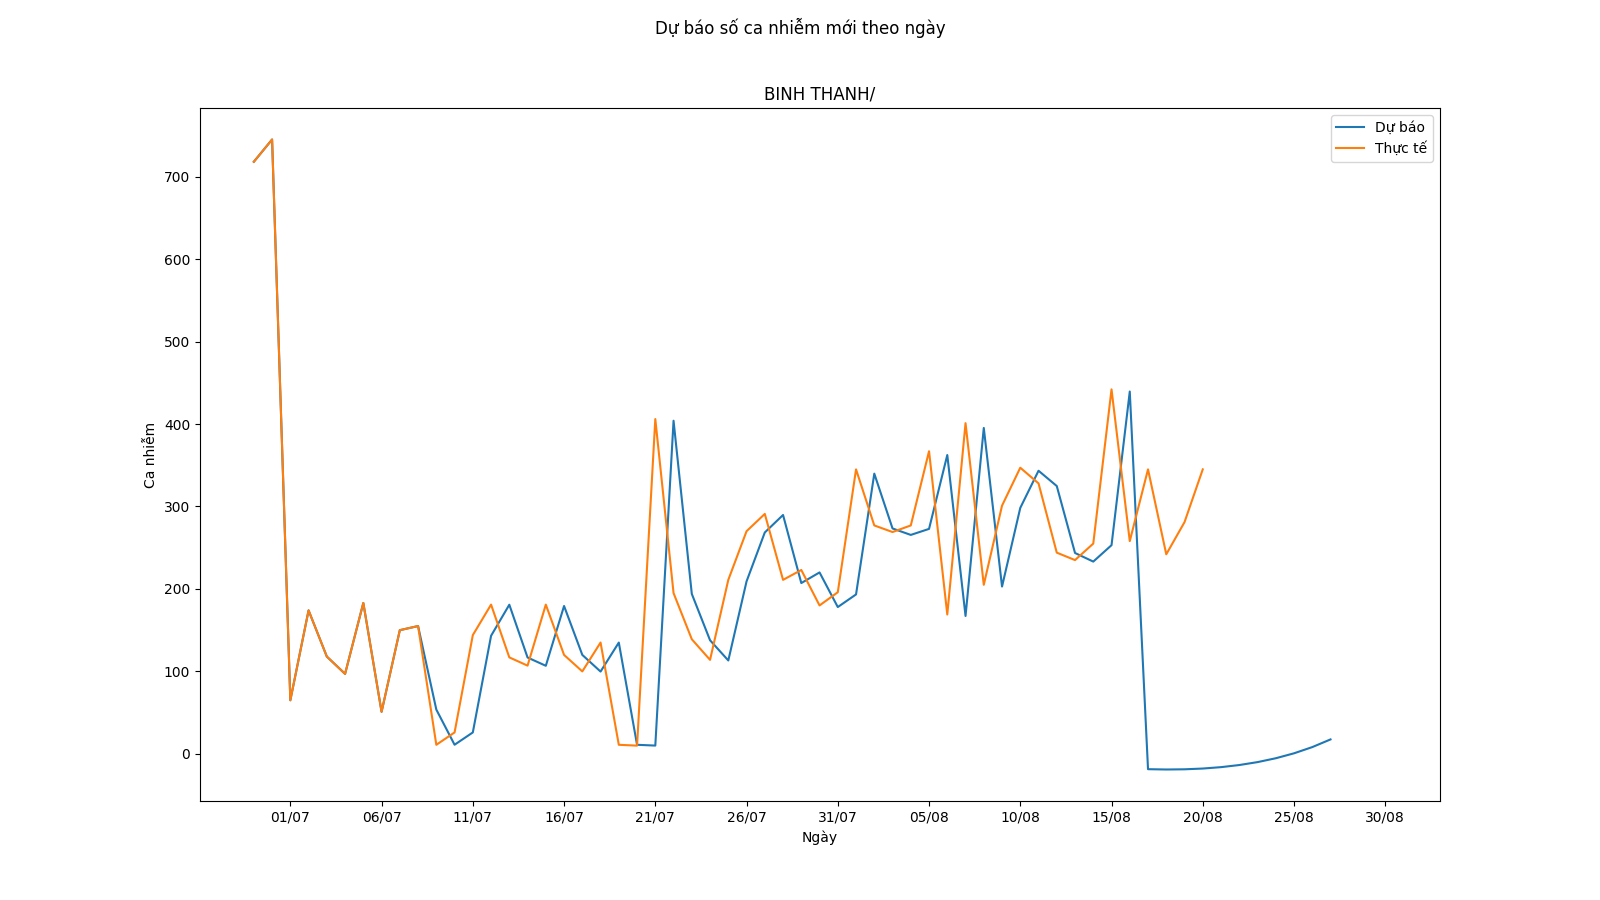 Dự báo số ca nhiễm mới theo ngày
BINH THANH/
Dự báo
Thực tế
Ca nhiễm
700
600
500
400
300
200
100
0
01/07 06/07 11/07 16/07 21/07 26/07 31/07 05/08 10/08 15/08 20/08 25/08 30/08
Ngày